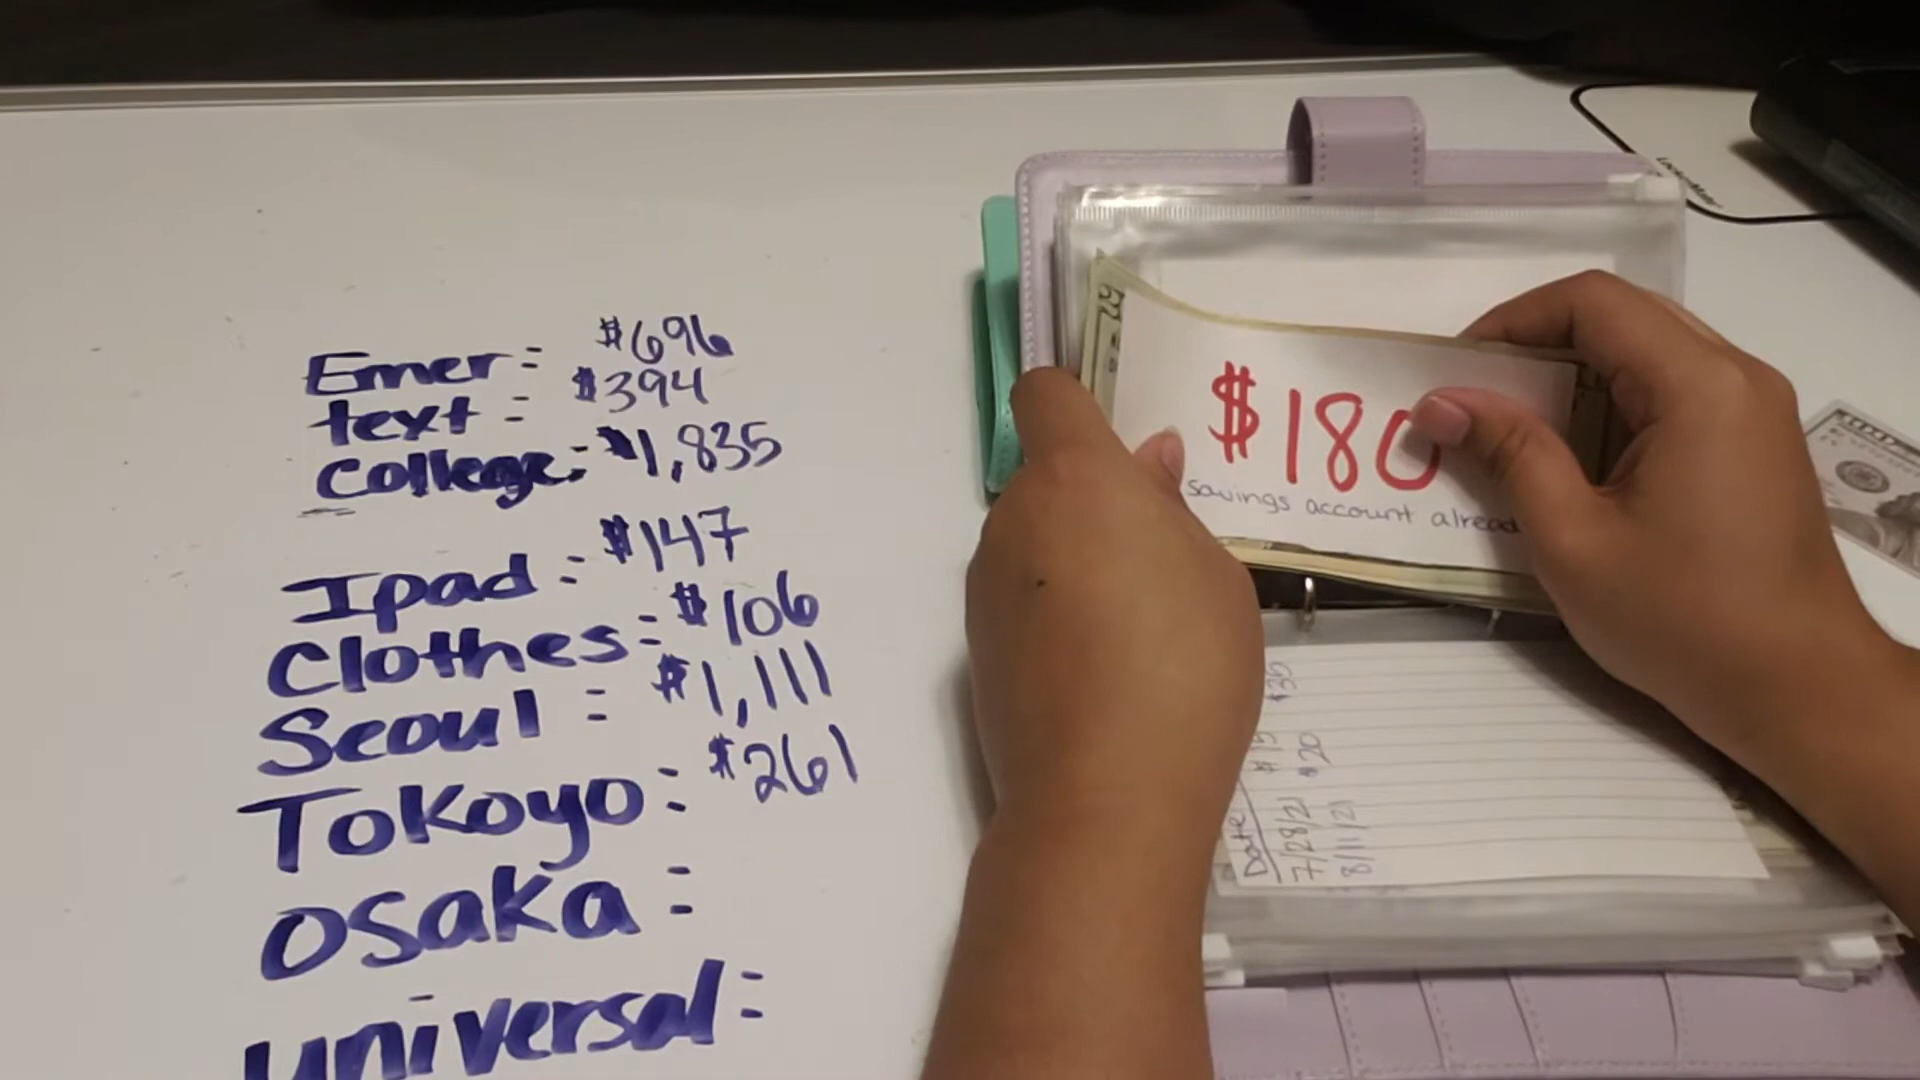 Emer: $696
text: $394
College: $1,835
Ipad: $147
Clothes: $106
Seoul: $1,111
Tokoyo: $261
Osaka:
Universal:
$180
savings account alread
Date
7/28/21 $15 $35
8/11/21 $20